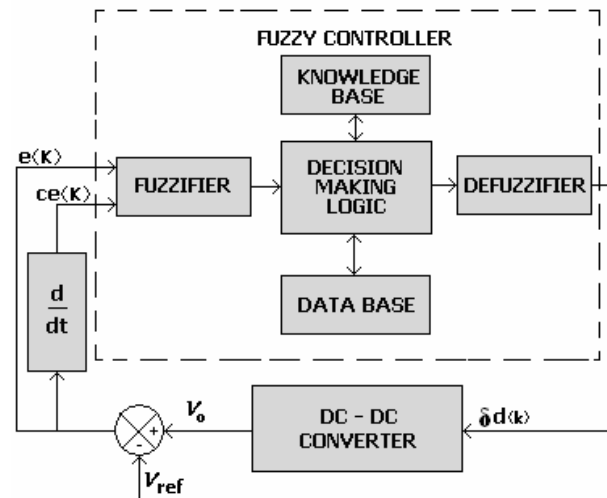 FUZZY CONTROLLER
KNOWLEDGE
BASE
e(K)
ce(K)
FUZZIFIER
DECISION
MAKING
LOGIC
DEFUZZIFIER
d
dt
DATA BASE
Vo
+
-
DC - DC
CONVERTER
δd(k)
Vref